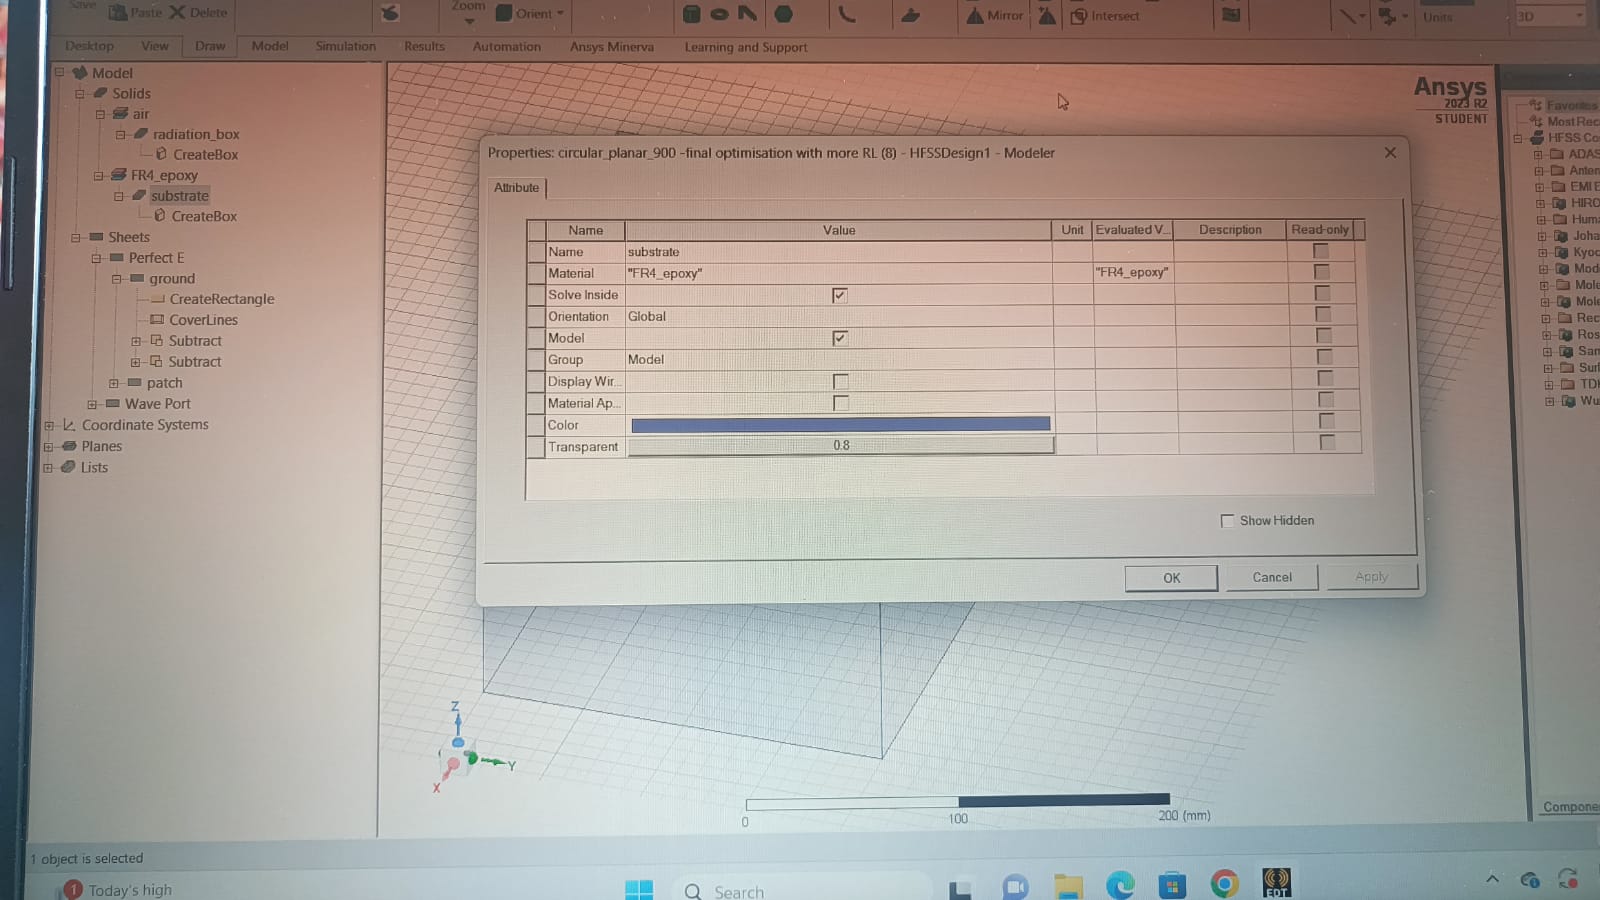 Save
Paste
Delete
Zoom
Orient
Mirror
Intersect
Units
3D
Desktop View Draw Model Simulation Results Automation Ansys Minerva Learning and Support
Model
Solids
air
radiation_box
CreateBox
FR4_epoxy
substrate
CreateBox
Sheets
Perfect E
ground
CreateRectangle
CoverLines
Subtract
Subtract
patch
Wave Port
Coordinate Systems
Planes
Lists
Ansys
2023 R2
STUDENT
Properties: circular_planar_900 -final optimisation with more RL (8) - HFSSDesign1 - Modeler
Attribute
Name Value Unit Evaluated V... Description Read-only
Name substrate
Material "FR4_epoxy" "FR4_epoxy"
Solve Inside
Orientation Global
Model
Group Model
Display Wir...
Material Ap...
Color
Transparent 0.8
Show Hidden
OK Cancel Apply
Z
Y
X
0 100 200 (mm)
Favorites
Most Rec
HFSS Co
ADAS
Anten
EMI E
HIRO
Huma
Joha
Kyoc
Mod
Mole
Mole
Rec
Ros
San
Surf
TDK
Wu
Compone
1 object is selected
1
Today's high
Search
EDT